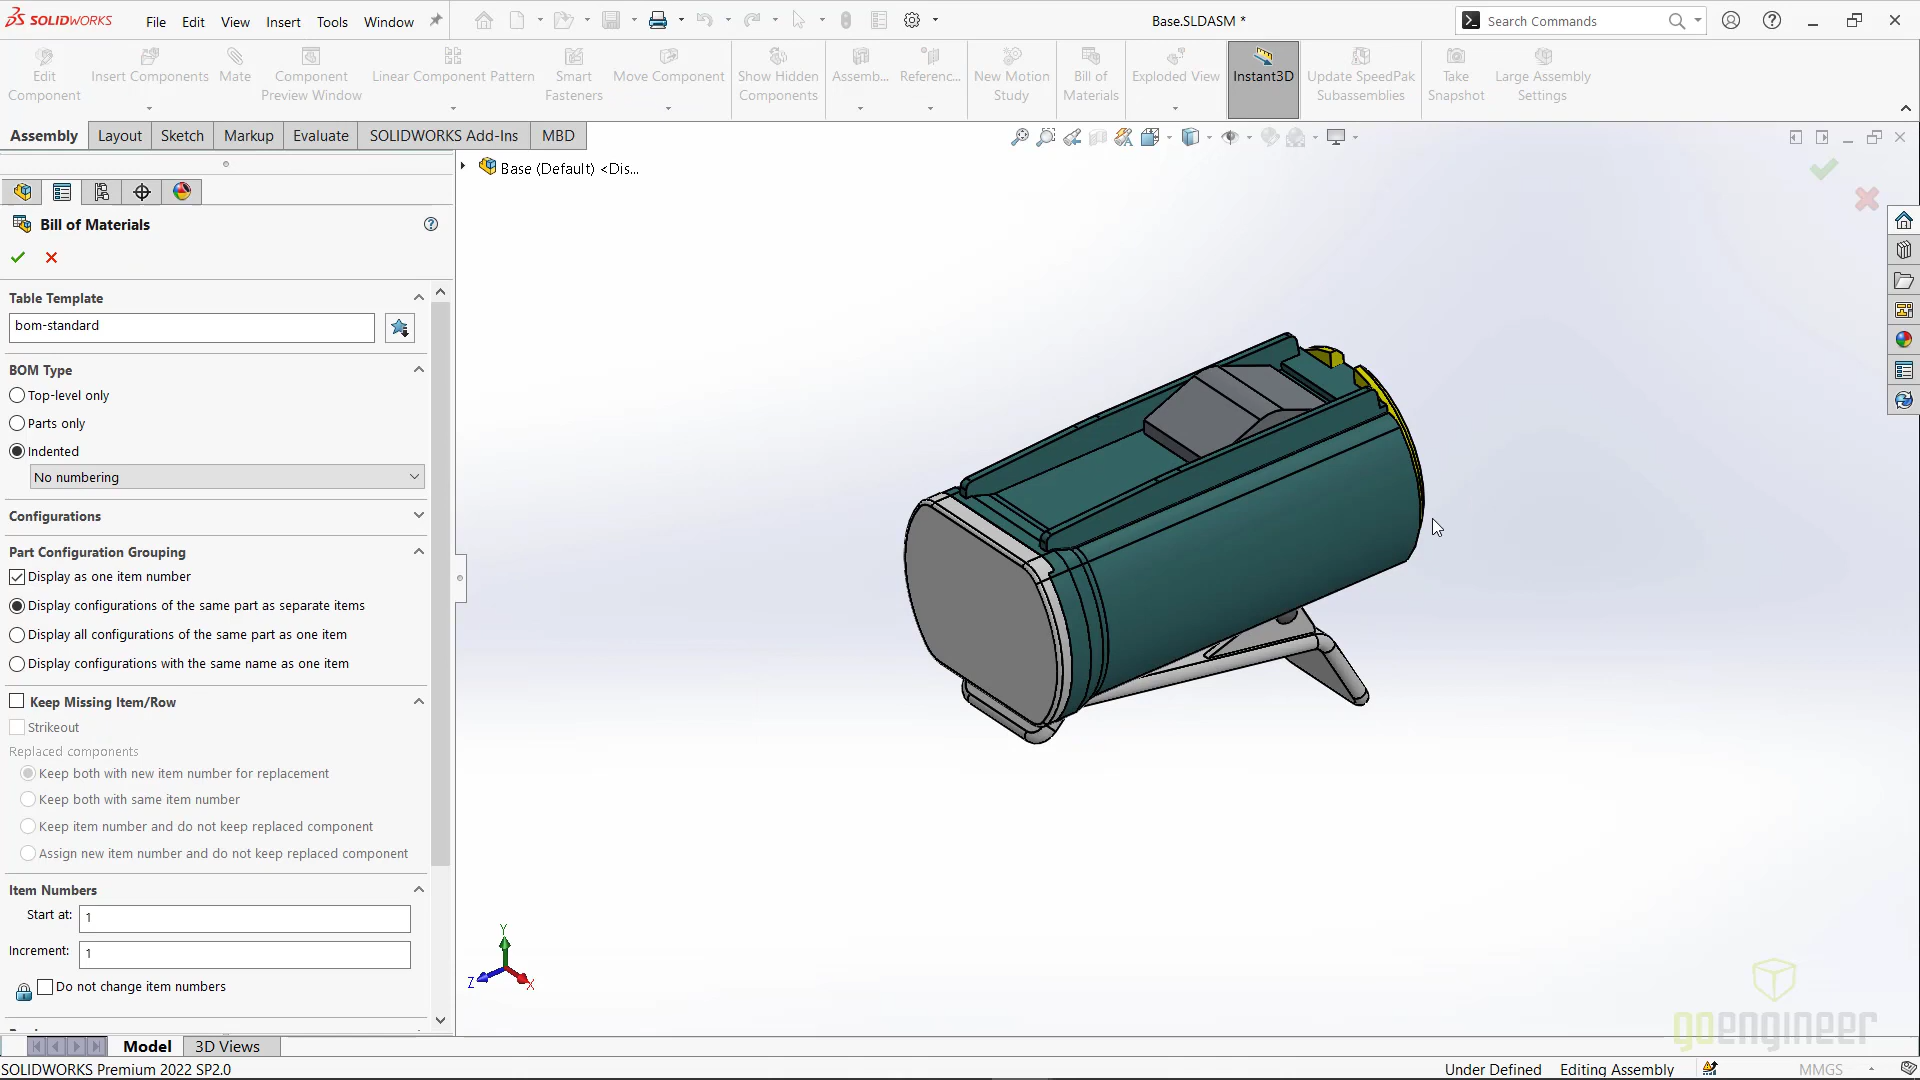 SOLIDWORKS File Edit View Insert Tools Window Base.SLDASM * Search Commands
Edit Component
Insert Components
Mate
Component Preview Window
Linear Component Pattern
Smart Fasteners
Move Component
Show Hidden Components
Assemb...
Referenc...
New Motion Study
Bill of Materials
Exploded View
Instant3D
Update SpeedPak Subassemblies
Take Snapshot
Large Assembly Settings
Assembly Layout Sketch Markup Evaluate SOLIDWORKS Add-Ins MBD
Base (Default) <Dis...
Bill of Materials
Table Template
bom-standard
BOM Type
Top-level only
Parts only
Indented
No numbering
Configurations
Part Configuration Grouping
Display as one item number
Display configurations of the same part as separate items
Display all configurations of the same part as one item
Display configurations with the same name as one item
Keep Missing Item/Row
Strikeout
Replaced components
Keep both with new item number for replacement
Keep both with same item number
Keep item number and do not keep replaced component
Assign new item number and do not keep replaced component
Item Numbers
Start at: 1
Increment: 1
Do not change item numbers
Y
Z
X
goengineer
Model 3D Views
SOLIDWORKS Premium 2022 SP2.0 Under Defined Editing Assembly MMGS